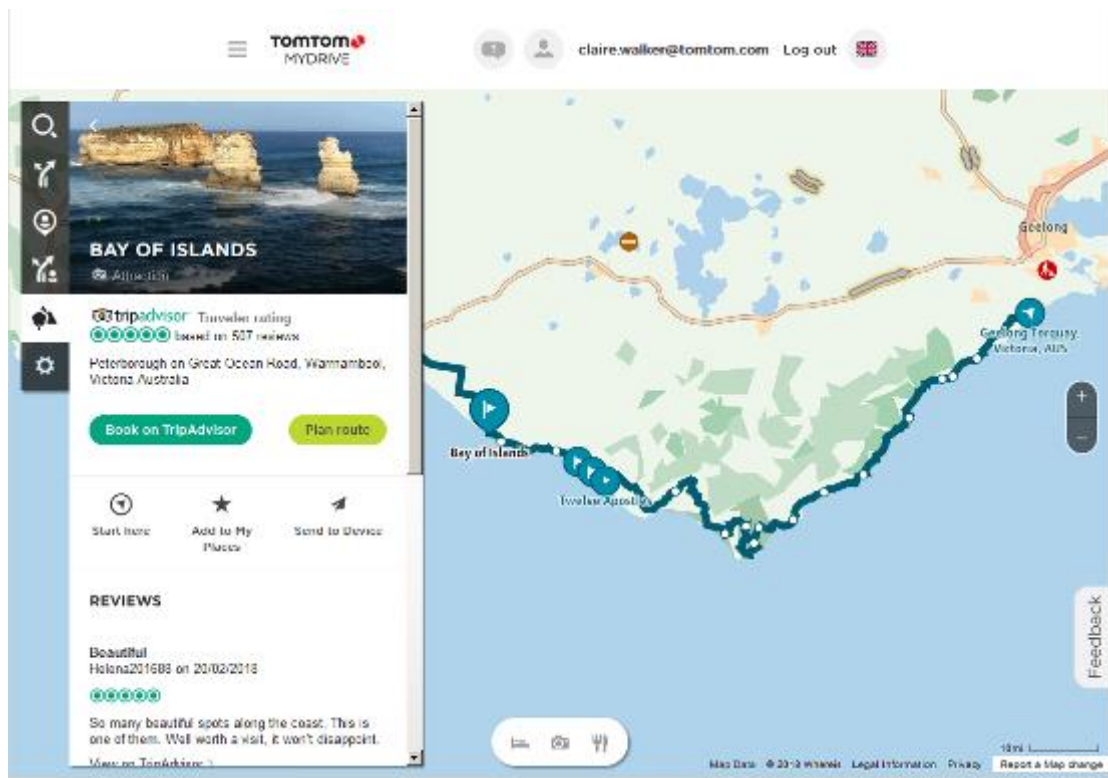 TOMTOM
MYDRIVE
claire.walker@tomtom.com Log out
BAY OF ISLANDS
Attraction
tripadvisor Traveler rating
based on 507 reviews
Peterborough on Great Ocean Road, Warrnambool,
Victoria Australia
Book on TripAdvisor
Plan route
Start here
Add to My
Places
Send to Device
REVIEWS
Beautiful
Helena201688 on 20/02/2018
So many beautiful spots along the coast. This is
one of them. Well worth a visit, it won't disappoint.
View on TripAdvisor
Geelong
Geelong Torquay,
Victoria, AUS
Bay of Islands
Twelve Apostles
+
−
Feedback
10mi
Map Data © 2018 Whereis Legal Information Privacy Report a Map change